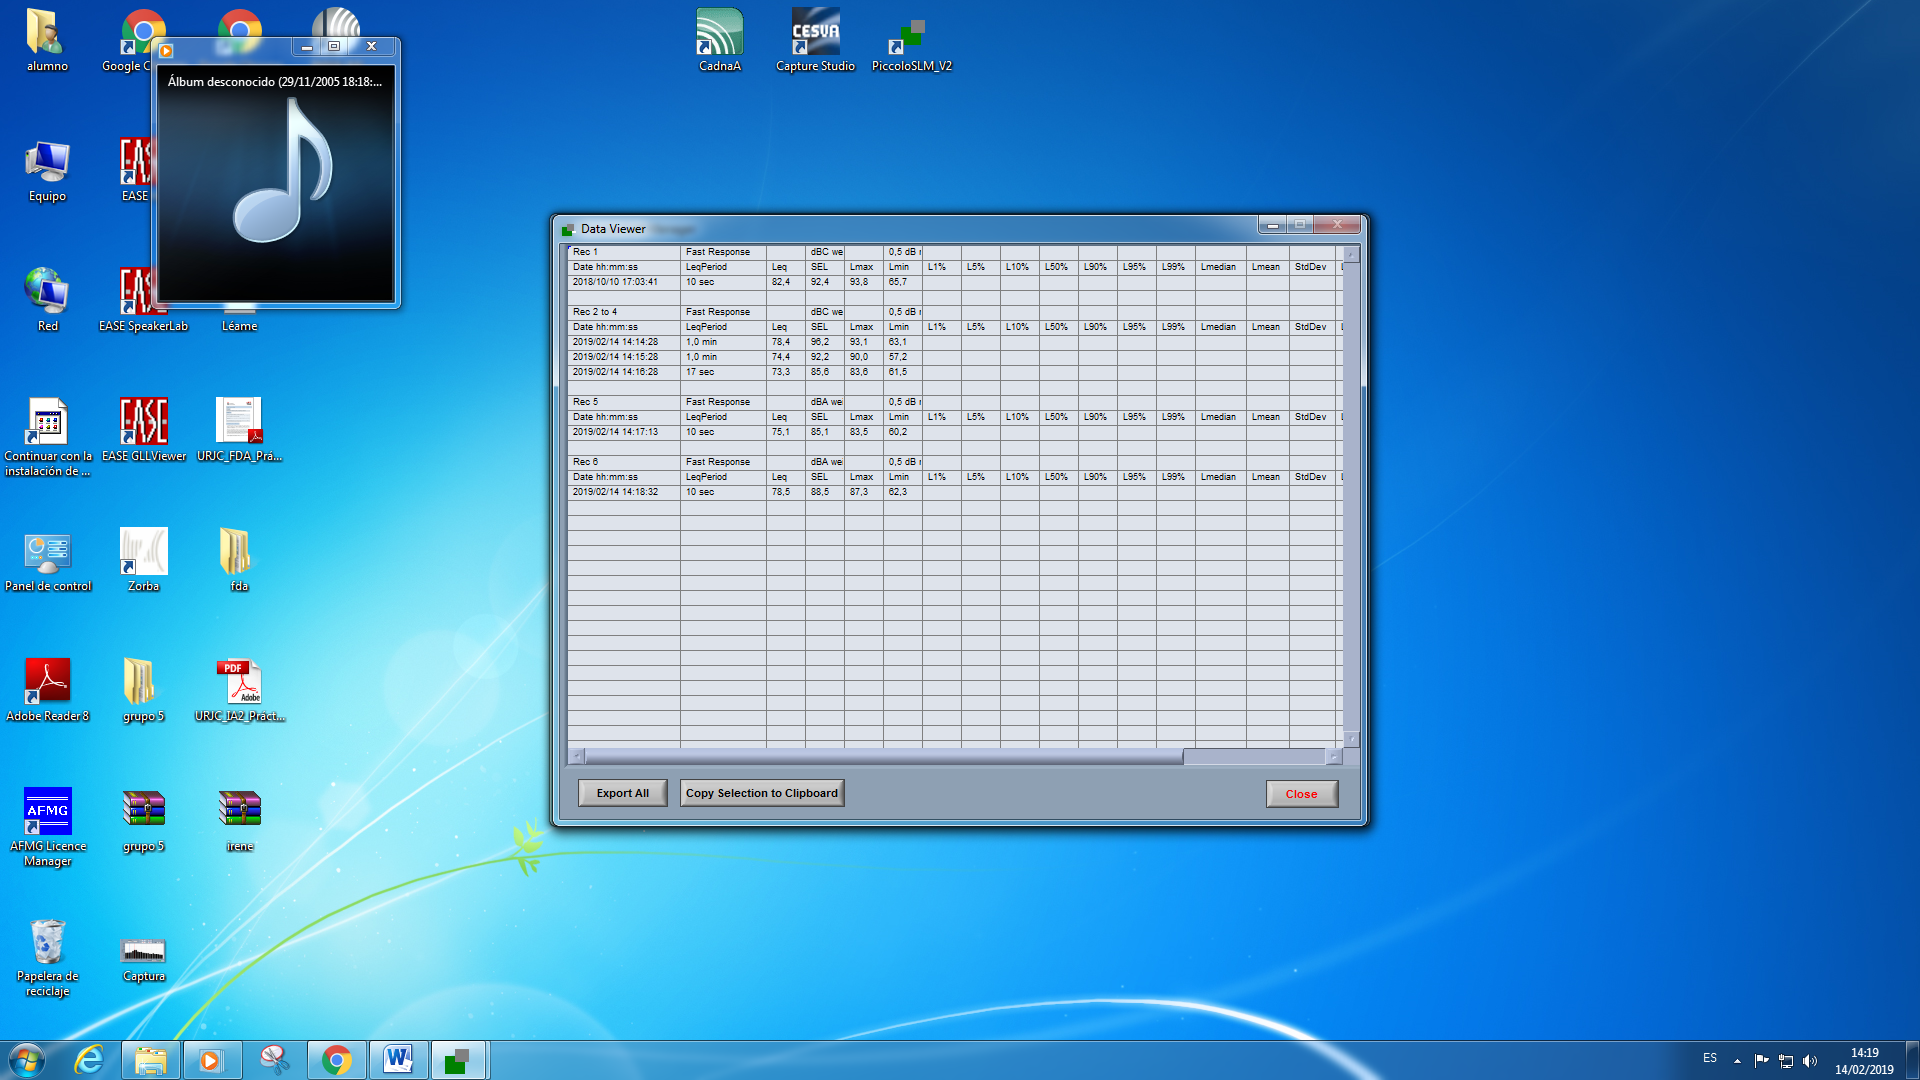 alumno
Google C
CadnaA
Capture Studio
PiccoloSLM_V2
CESVA
Álbum desconocido (29/11/2005 18:18:...
Equipo
EASE
EASE
Red
EASE SpeakerLab
Léame
Continuar con la
instalación de ...
EASE
EASE GLLViewer
URJC_FDA_Prá...
Panel de control
Zorba
fda
Adobe Reader 8
grupo 5
PDF
Adobe
URJC_IA2_Práct...
AFMG
AFMG Licence
Manager
grupo 5
irene
Papelera de
reciclaje
Captura
Data Viewer
Rec 1 Fast Response dBC wei 0,5 dB r
Date hh:mm:ss LeqPeriod Leq SEL Lmax Lmin L1% L5% L10% L50% L90% L95% L99% Lmedian Lmean StdDev
2018/10/10 17:03:41 10 sec 82,4 92,4 93,8 65,7
Rec 2 to 4 Fast Response dBC wei 0,5 dB r
Date hh:mm:ss LeqPeriod Leq SEL Lmax Lmin L1% L5% L10% L50% L90% L95% L99% Lmedian Lmean StdDev
2019/02/14 14:14:28 1,0 min 78,4 96,2 93,1 63,1
2019/02/14 14:15:28 1,0 min 74,4 92,2 90,0 57,2
2019/02/14 14:16:28 17 sec 73,3 85,6 83,6 61,5
Rec 5 Fast Response dBA wei 0,5 dB r
Date hh:mm:ss LeqPeriod Leq SEL Lmax Lmin L1% L5% L10% L50% L90% L95% L99% Lmedian Lmean StdDev
2019/02/14 14:17:13 10 sec 75,1 85,1 83,5 60,2
Rec 6 Fast Response dBA wei 0,5 dB r
Date hh:mm:ss LeqPeriod Leq SEL Lmax Lmin L1% L5% L10% L50% L90% L95% L99% Lmedian Lmean StdDev
2019/02/14 14:18:32 10 sec 78,5 88,5 87,3 62,3
Export All
Copy Selection to Clipboard
Close
ES
14:19
14/02/2019